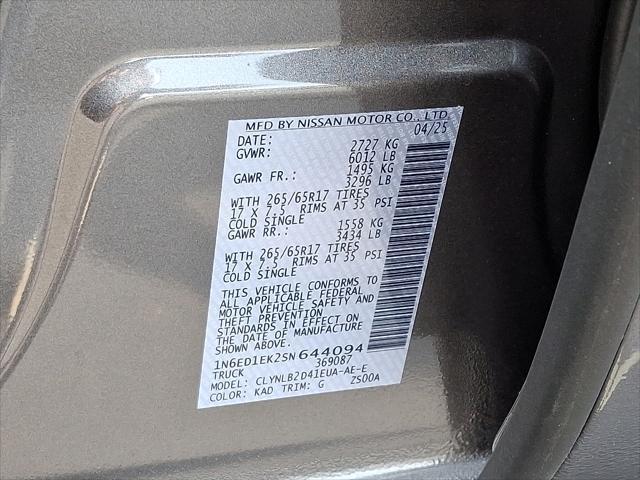 MFD BY NISSAN MOTOR CO., LTD.
DATE: 04/25
GVWR: 2727 KG
6012 LB
GAWR FR.: 1495 KG
3296 LB
WITH 265/65R17 TIRES
17 X 7.5 RIMS AT 35 PSI
COLD SINGLE
GAWR RR.: 1558 KG
3434 LB
WITH 265/65R17 TIRES
17 X 7.5 RIMS AT 35 PSI
COLD SINGLE
THIS VEHICLE CONFORMS TO
ALL APPLICABLE FEDERAL
MOTOR VEHICLE SAFETY AND
THEFT PREVENTION
STANDARDS IN EFFECT ON
THE DATE OF MANUFACTURE
SHOWN ABOVE.
1N6ED1EK2SN644094
TRUCK 369087
MODEL: CLYNLB2D41EUA-AE-E
COLOR: KAD TRIM: G ZS00A